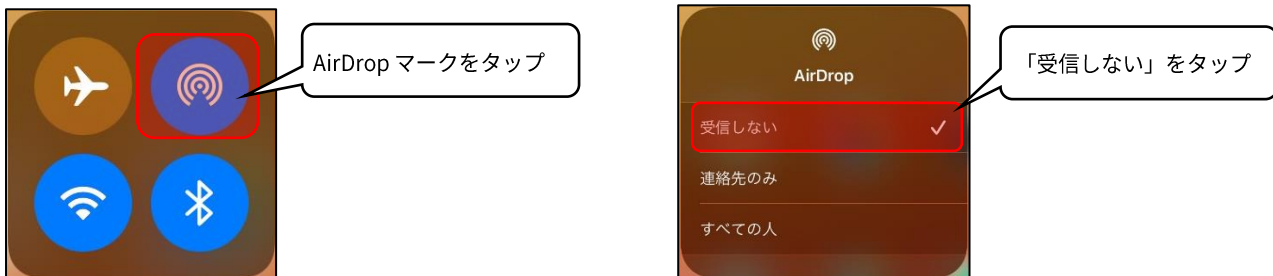 AirDrop マークをタップ
AirDrop
受信しない
連絡先のみ
すべての人
「受信しない」をタップ